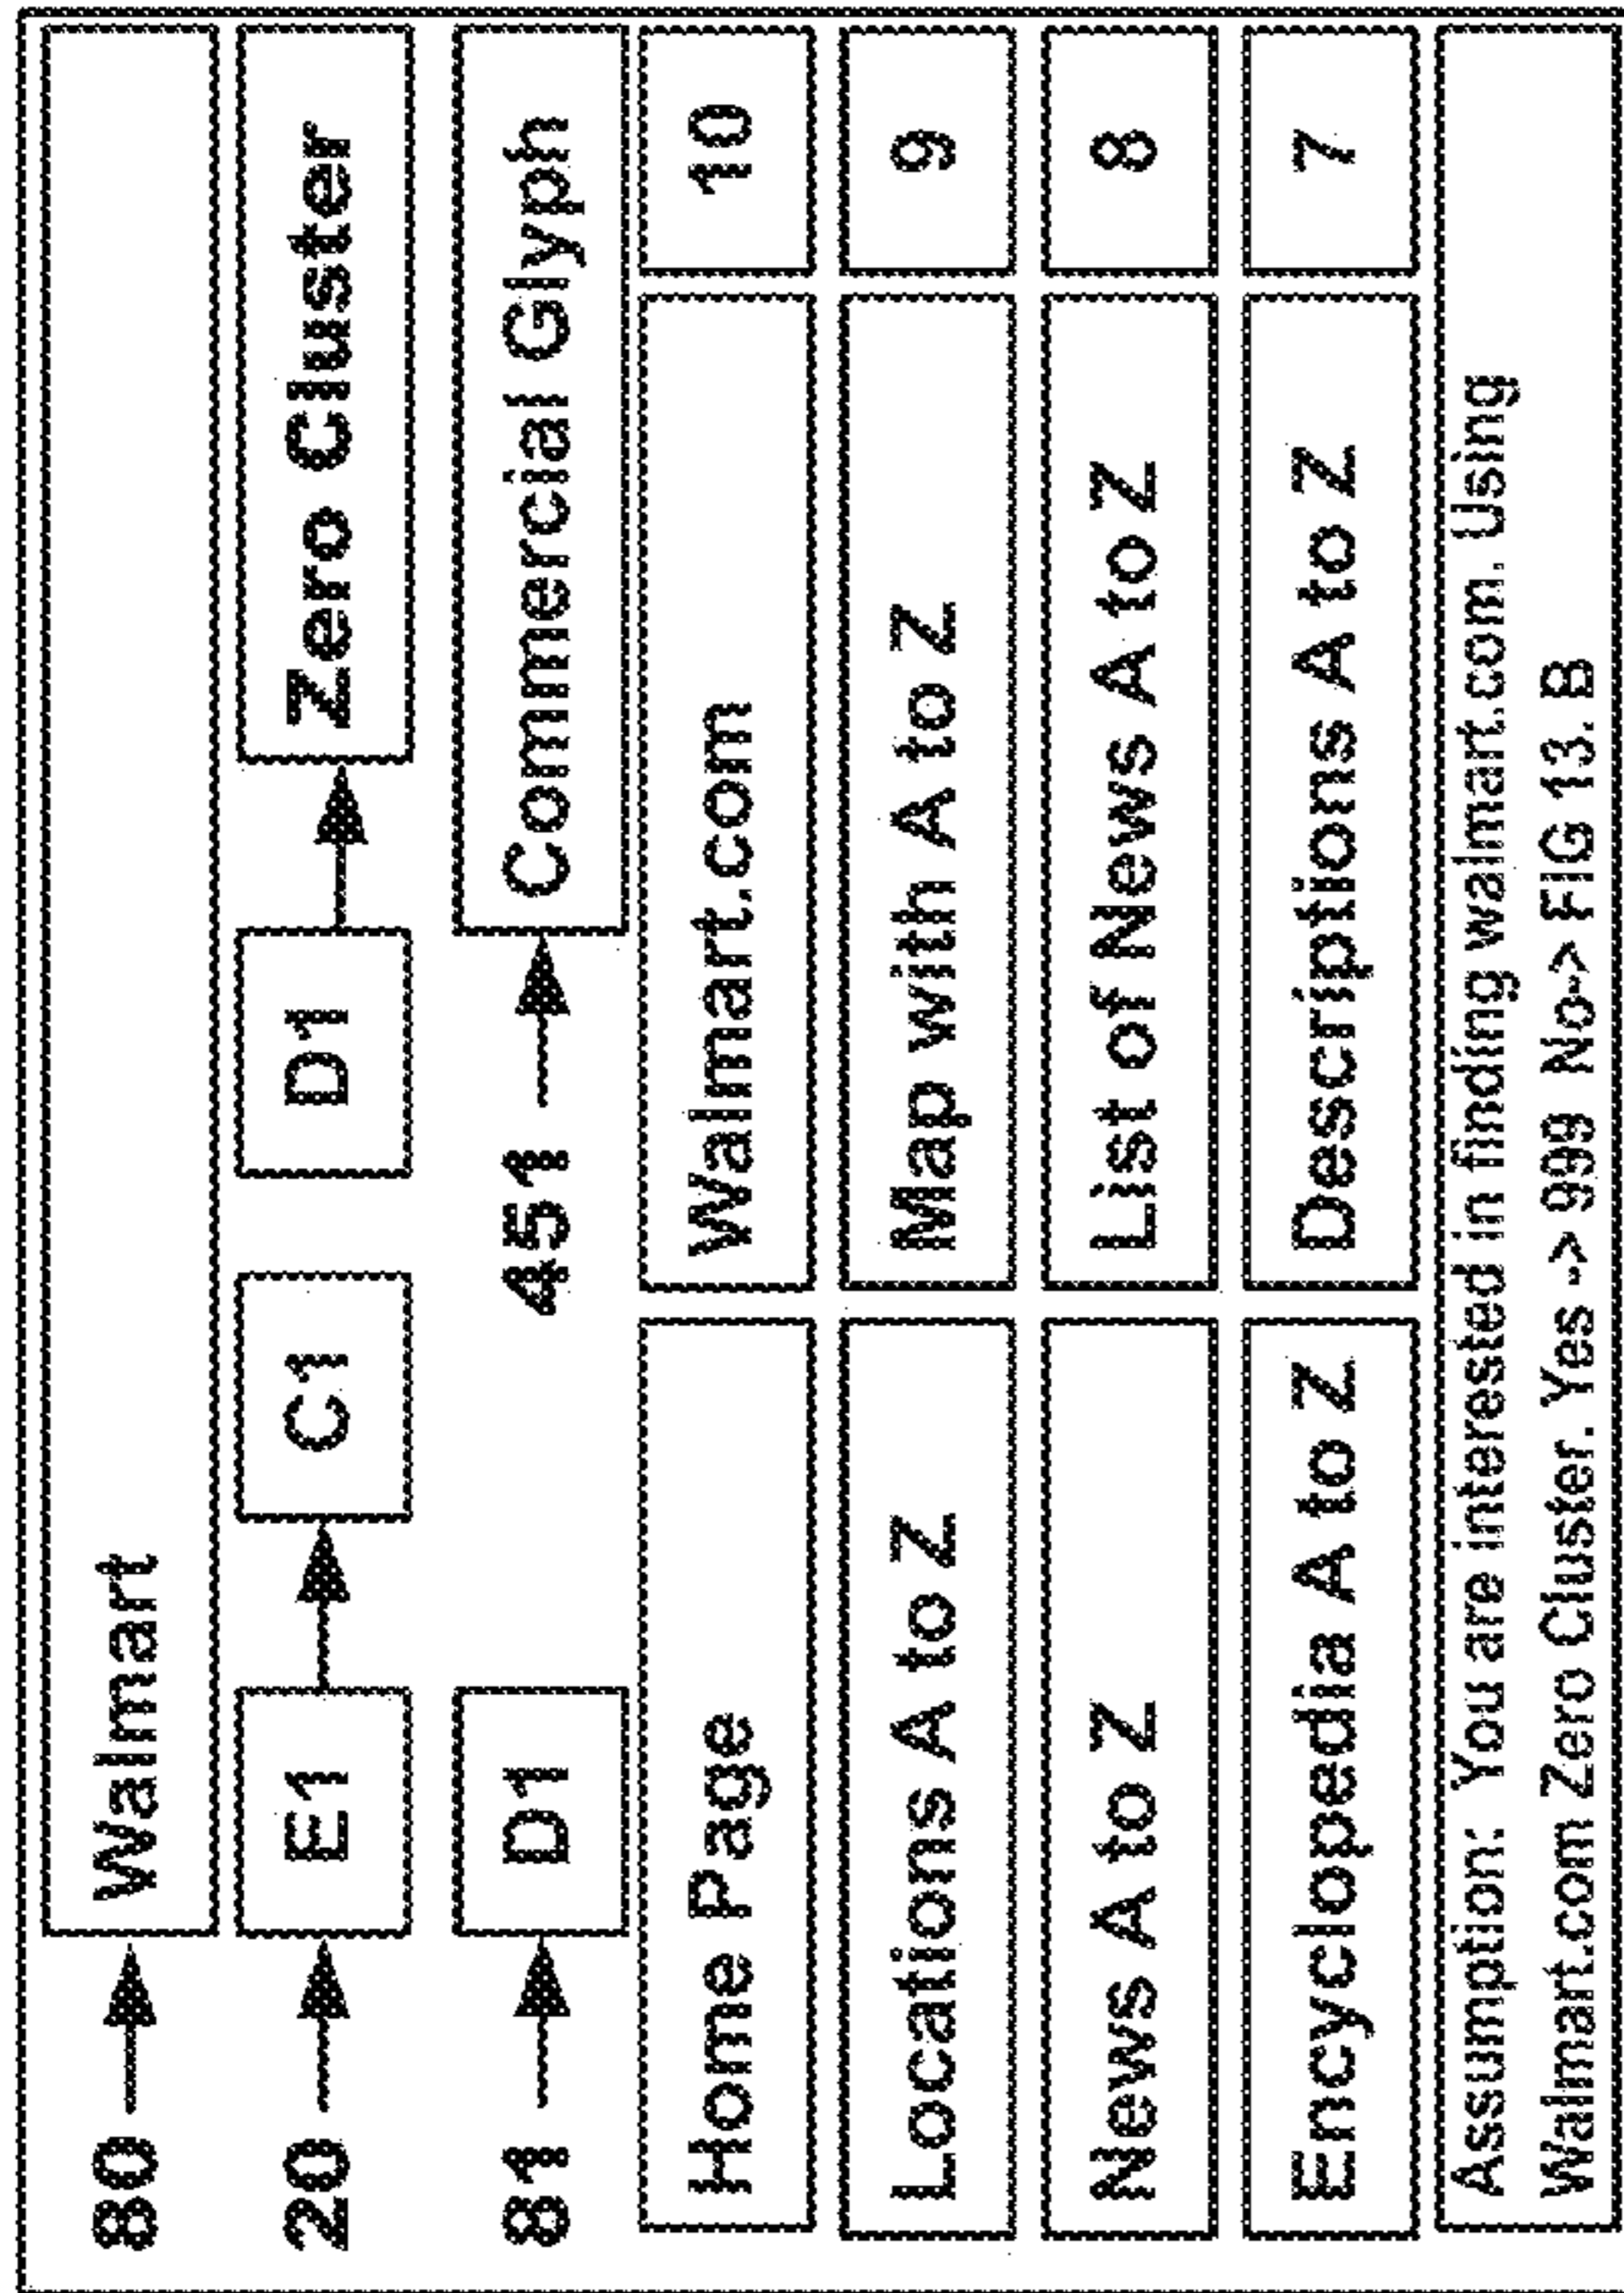 80 Walmart
20 E1 C1 D1 Zero Cluster
81 D1 451 Commercial Glyph
Home Page Walmart.com 10
Locations A to Z Map with A to Z 9
News A to Z List of News A to Z 8
Encyclopedia A to Z Descriptions A to Z 7
Assumption: You are interested in finding walmart.com. Using
Walmart.com Zero Cluster. Yes -> 999 No-> FIG 13. B